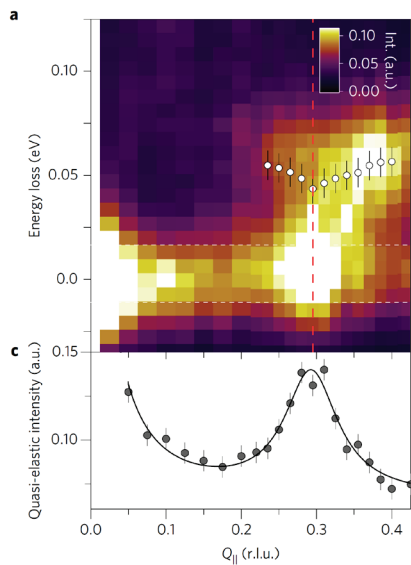 a
0.10
0.05
0.0
Energy loss (eV)
Int. (a.u.)
0.10
0.05
0.00
c
0.15
0.10
Quasi-elastic intensity (a.u.)
0.0
0.1
0.2
0.3
0.4
Q|| (r.l.u.)